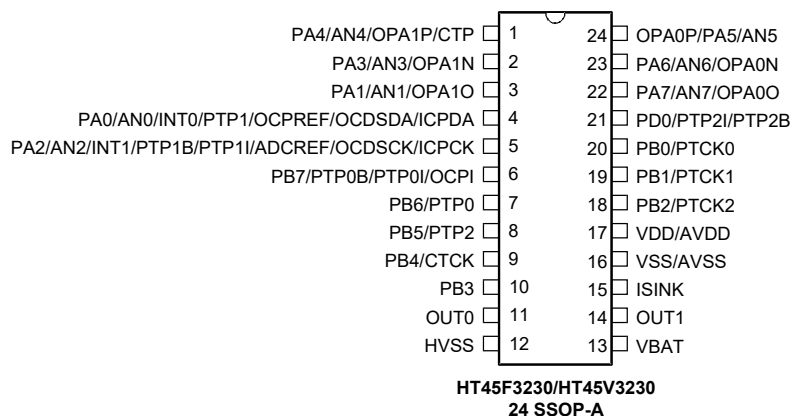 PA4/AN4/OPA1P/CTP 1 24 OPA0P/PA5/AN5
PA3/AN3/OPA1N 2 23 PA6/AN6/OPA0N
PA1/AN1/OPA1O 3 22 PA7/AN7/OPA0O
PA0/AN0/INT0/PTP1/OCPREF/OCDSDA/ICPDA 4 21 PD0/PTP2I/PTP2B
PA2/AN2/INT1/PTP1B/PTP1I/ADCREF/OCDSCK/ICPCK 5 20 PB0/PTCK0
PB7/PTP0B/PTP0I/OCPI 6 19 PB1/PTCK1
PB6/PTP0 7 18 PB2/PTCK2
PB5/PTP2 8 17 VDD/AVDD
PB4/CTCK 9 16 VSS/AVSS
PB3 10 15 ISINK
OUT0 11 14 OUT1
HVSS 12 13 VBAT
HT45F3230/HT45V3230
24 SSOP-A